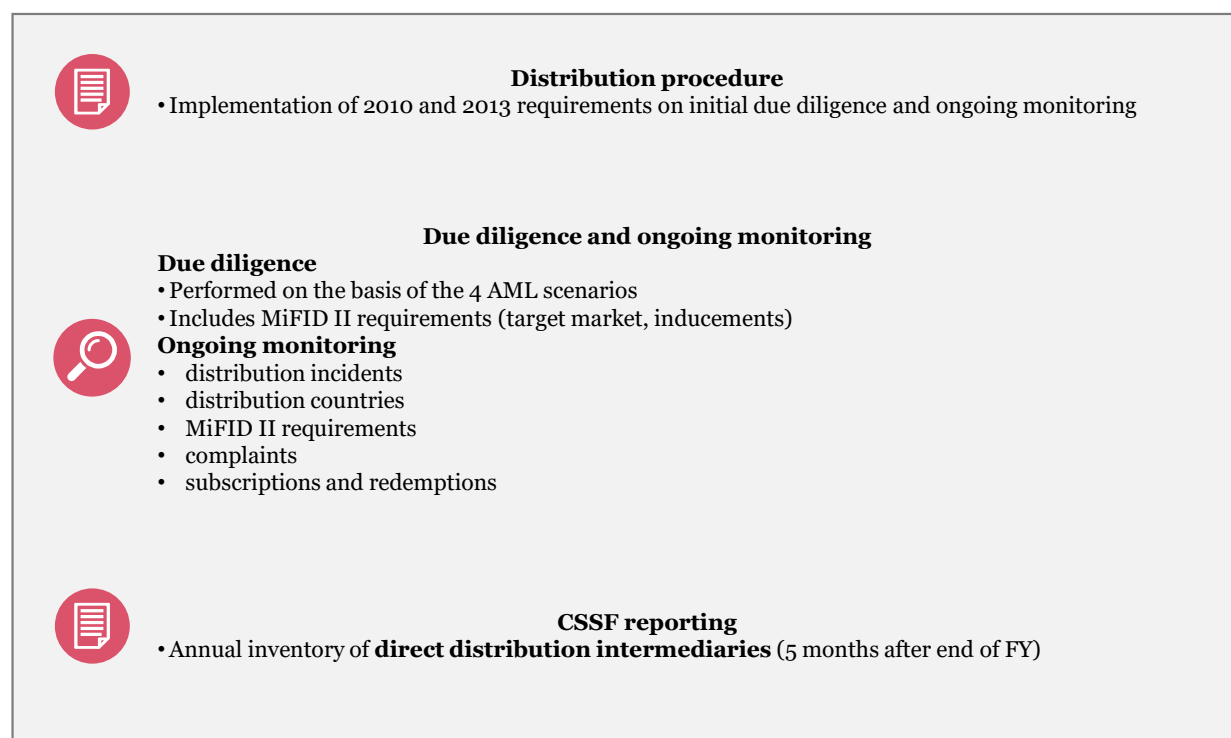 Distribution procedure
• Implementation of 2010 and 2013 requirements on initial due diligence and ongoing monitoring
Due diligence and ongoing monitoring
Due diligence
• Performed on the basis of the 4 AML scenarios
• Includes MiFID II requirements (target market, inducements)
Ongoing monitoring
• distribution incidents
• distribution countries
• MiFID II requirements
• complaints
• subscriptions and redemptions
CSSF reporting
• Annual inventory of direct distribution intermediaries (5 months after end of FY)